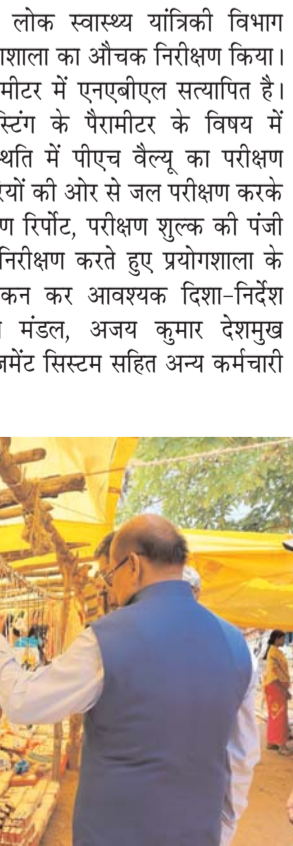 लोक स्वास्थ्य यांत्रिकी विभाग
गशाला का औचक निरीक्षण किया।
मीटर में एनएबीएल सत्यापित है।
स्टिंग के पैरामीटर के विषय में
थति में पीएच वैल्यू का परीक्षण
रियों की ओर से जल परीक्षण करके
ण रिपोर्ट, परीक्षण शुल्क की पंजी
निरीक्षण करते हुए प्रयोगशाला के
कन कर आवश्यक दिशा-निर्देश
मंडल, अजय कुमार देशमुख
जमेंट सिस्टम सहित अन्य कर्मचारी